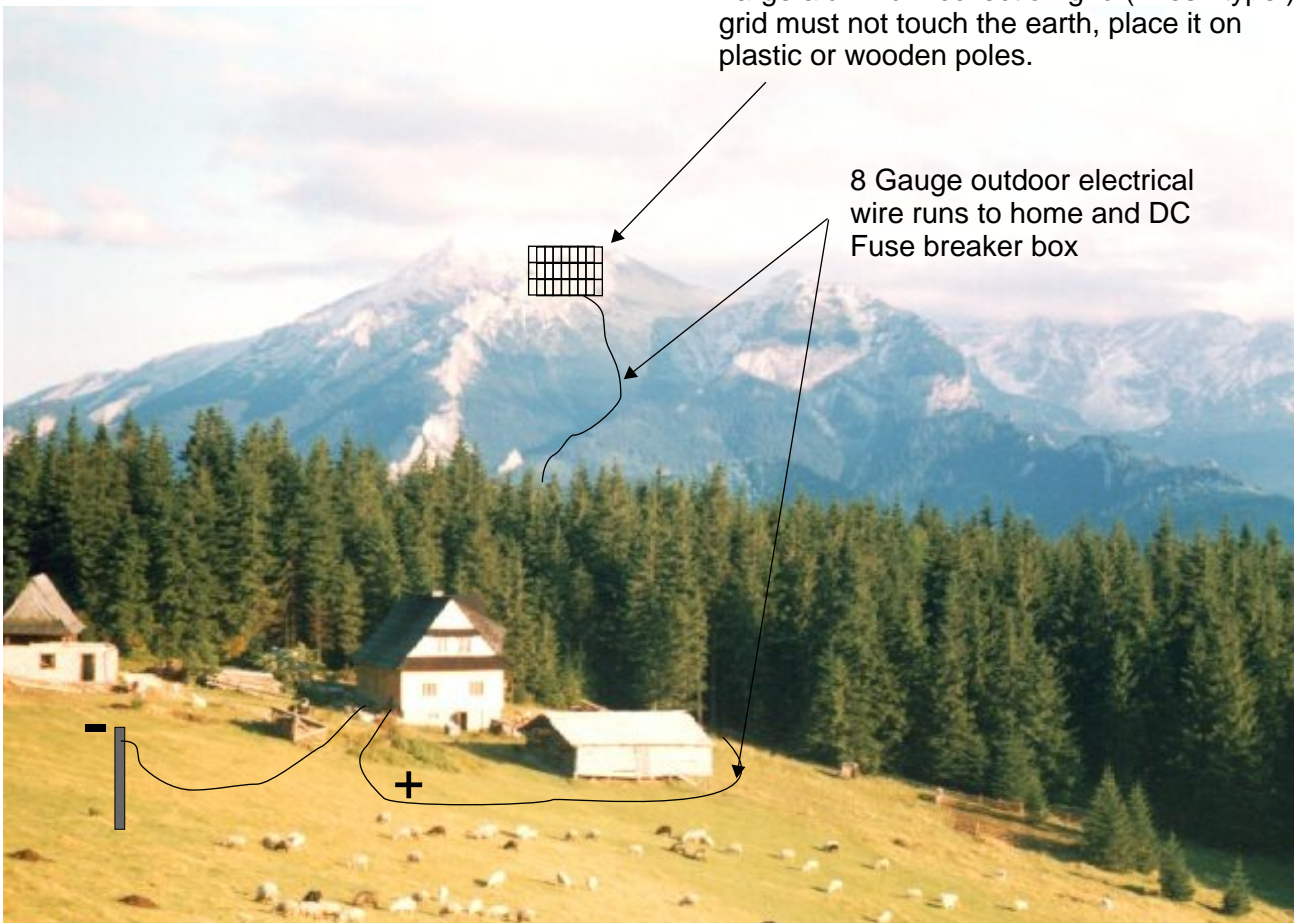 grid must not touch the earth, place it on
plastic or wooden poles.
8 Gauge outdoor electrical
wire runs to home and DC
Fuse breaker box
-
+